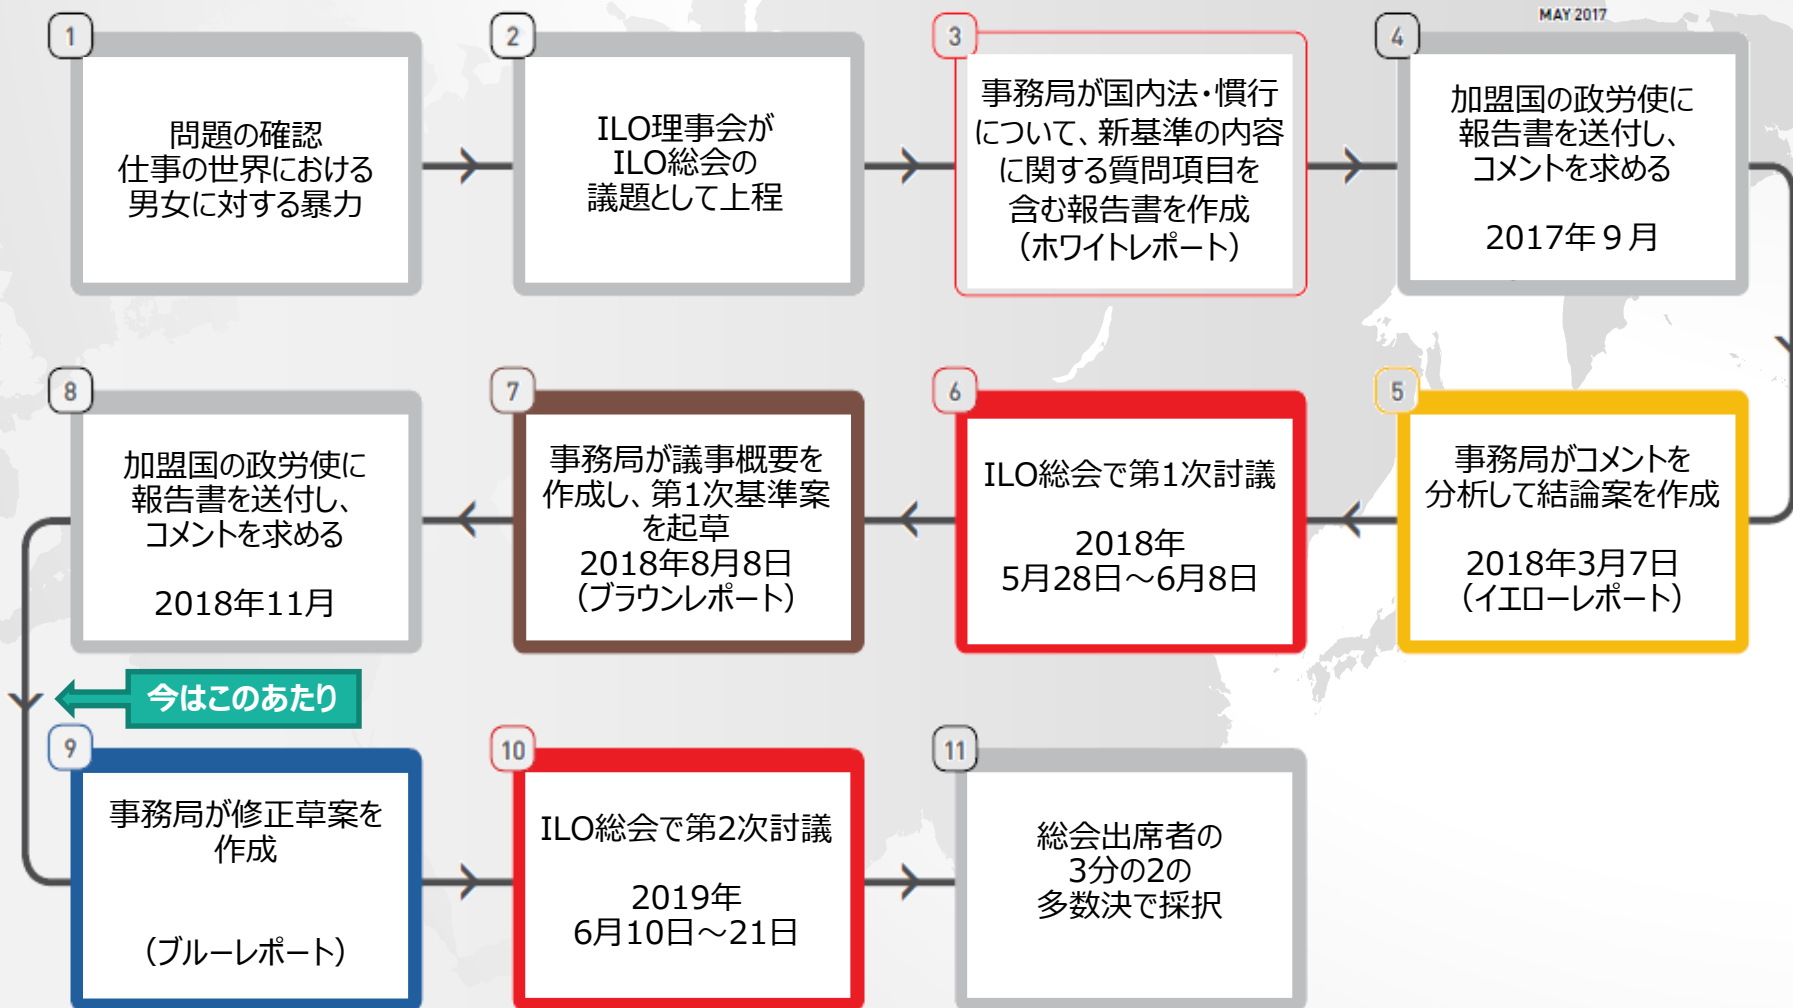 MAY 2017
1
問題の確認
仕事の世界における
男女に対する暴力
2
ILO理事会が
ILO総会の
議題として上程
3
事務局が国内法・慣行
について、新基準の内容
に関する質問項目を
含む報告書を作成
（ホワイトレポート）
4
加盟国の政労使に
報告書を送付し、
コメントを求める
2017年９月
5
事務局がコメントを
分析して結論案を作成
2018年3月7日
（イエローレポート）
6
ILO総会で第1次討議
2018年
5月28日～6月8日
7
事務局が議事概要を
作成し、第1次基準案
を起草
2018年8月8日
（ブラウンレポート）
8
加盟国の政労使に
報告書を送付し、
コメントを求める
2018年11月
今はこのあたり
9
事務局が修正草案を
作成
（ブルーレポート）
10
ILO総会で第2次討議
2019年
6月10日～21日
11
総会出席者の
3分の2の
多数決で採択